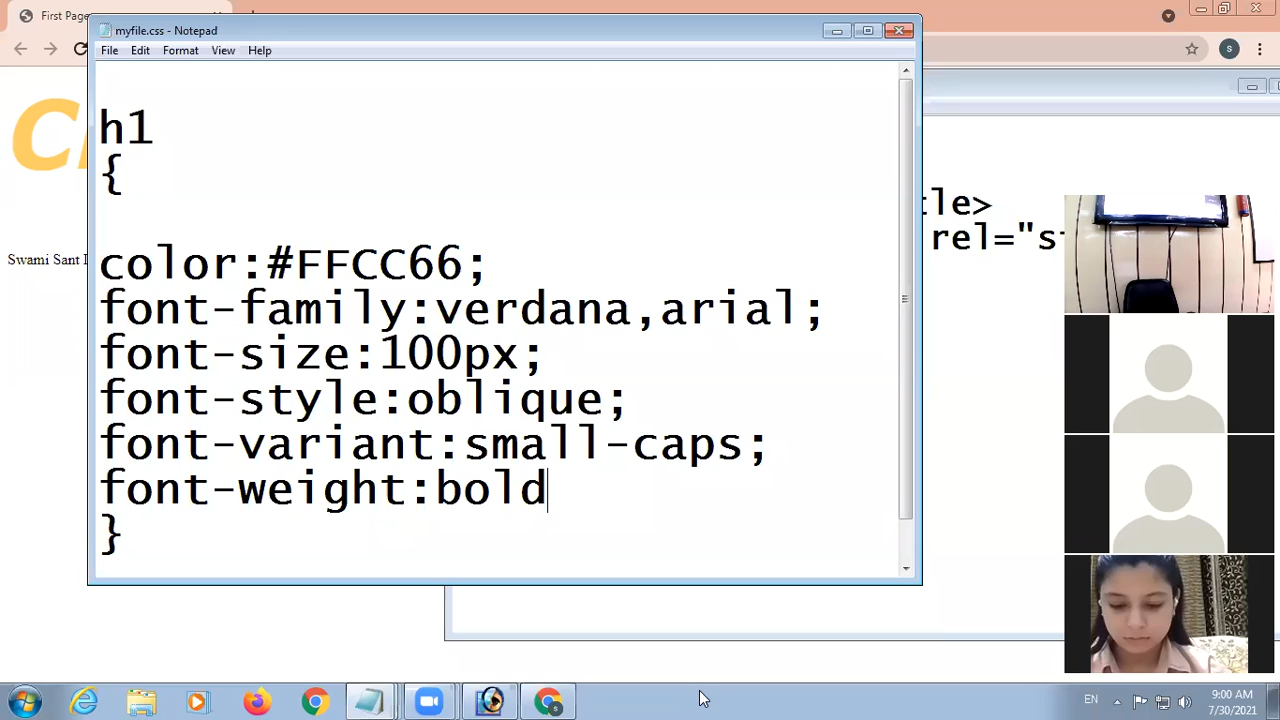 First Page
myfile.css - Notepad
File Edit Format View Help
h1
{
color:#FFCC66;
font-family:verdana,arial;
font-size:100px;
font-style:oblique;
font-variant:small-caps;
font-weight:bold
}
Swami Sant
tle>
rel="st
S
S
EN
9:00 AM
7/30/2021